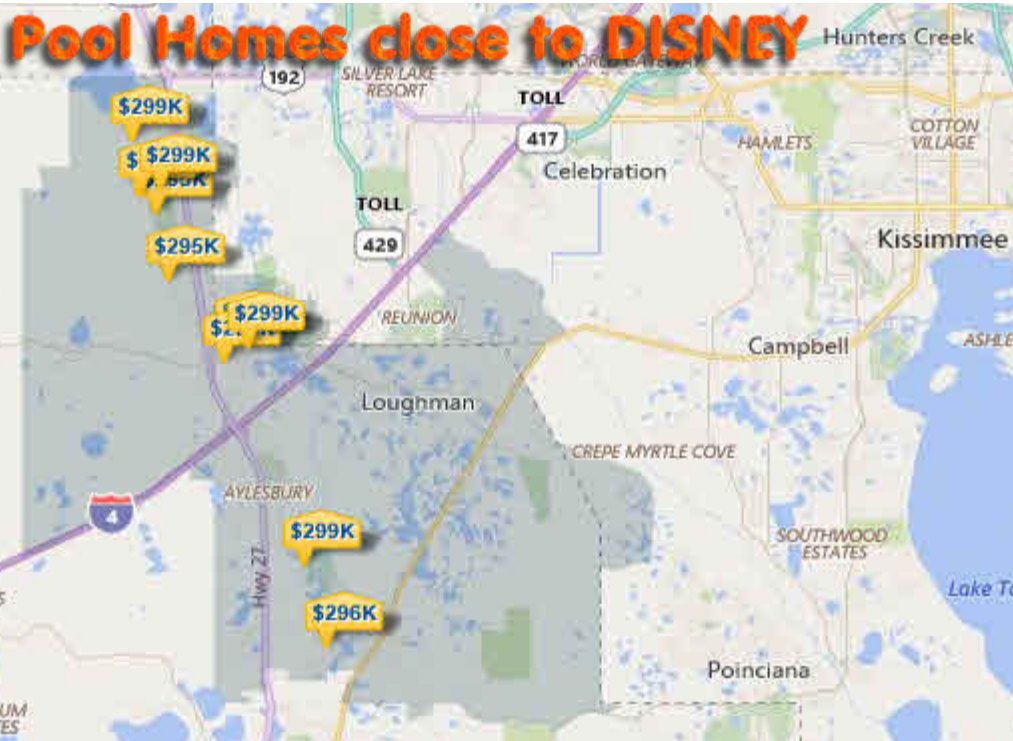 Pool Homes close to DISNEY
Hunters Creek
WORLD GATEWAY
192
SILVER LAKE
RESORT
TOLL
417
$299K
HAMLETS
COTTON
VILLAGE
$
$299K
Celebration
TOLL
429
Kissimmee
$295K
$299K
REUNION
Campbell
Loughman
CREPE MYRTLE COVE
4
AYLESBURY
$299K
SOUTHWOOD
ESTATES
Hwy 27
Lake
$296K
Poinciana